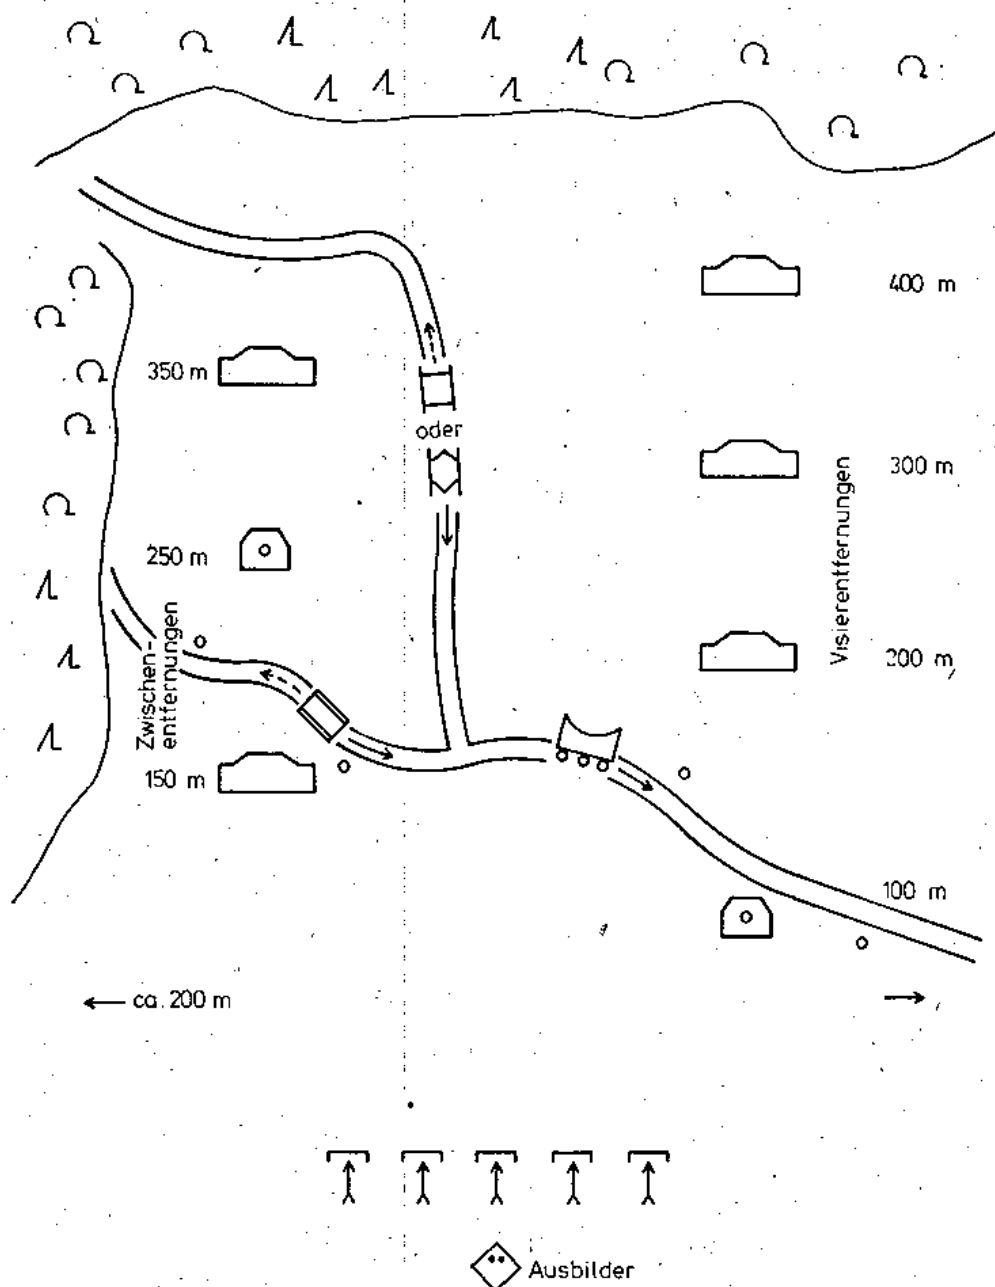 400 m
350 m
oder
300 m
Visierentfernungen
250 m
200 m
Zwischen-
entfernungen
150 m
100 m
ca. 200 m
Ausbilder